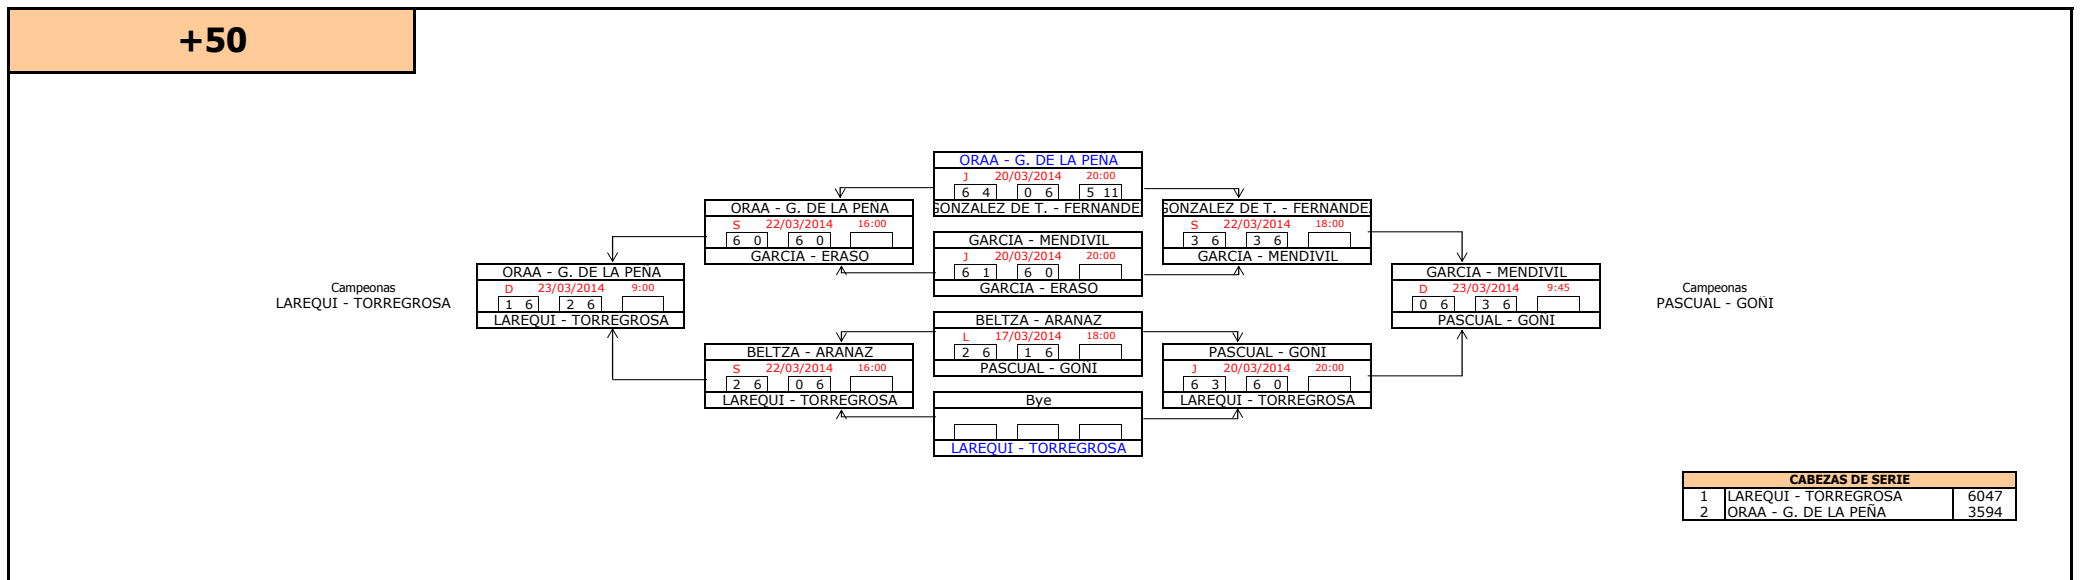 +50
ORAA - G. DE LA PEÑA
J 20/03/2014 20:00
6 4 0 6 5 11
GONZALEZ DE T. - FERNANDE
ORAA - G. DE LA PEÑA
S 22/03/2014 16:00
6 0 6 0
GARCIA - ERASO
GONZALEZ DE T. - FERNANDE
S 22/03/2014 18:00
3 6 3 6
GARCIA - MENDIVIL
GARCIA - MENDIVIL
J 20/03/2014 20:00
6 1 6 0
GARCIA - ERASO
ORAA - G. DE LA PEÑA
D 23/03/2014 9:00
1 6 2 6
LAREQUI - TORREGROSA
GARCIA - MENDIVIL
D 23/03/2014 9:45
0 6 3 6
PASCUAL - GOÑI
Campeonas
LAREQUI - TORREGROSA
Campeonas
PASCUAL - GOÑI
BELTZA - ARANAZ
L 17/03/2014 18:00
2 6 1 6
PASCUAL - GOÑI
BELTZA - ARANAZ
S 22/03/2014 16:00
2 6 0 6
LAREQUI - TORREGROSA
PASCUAL - GOÑI
J 20/03/2014 20:00
6 3 6 0
LAREQUI - TORREGROSA
Bye
LAREQUI - TORREGROSA
CABEZAS DE SERIE
1 LAREQUI - TORREGROSA 6047
2 ORAA - G. DE LA PEÑA 3594